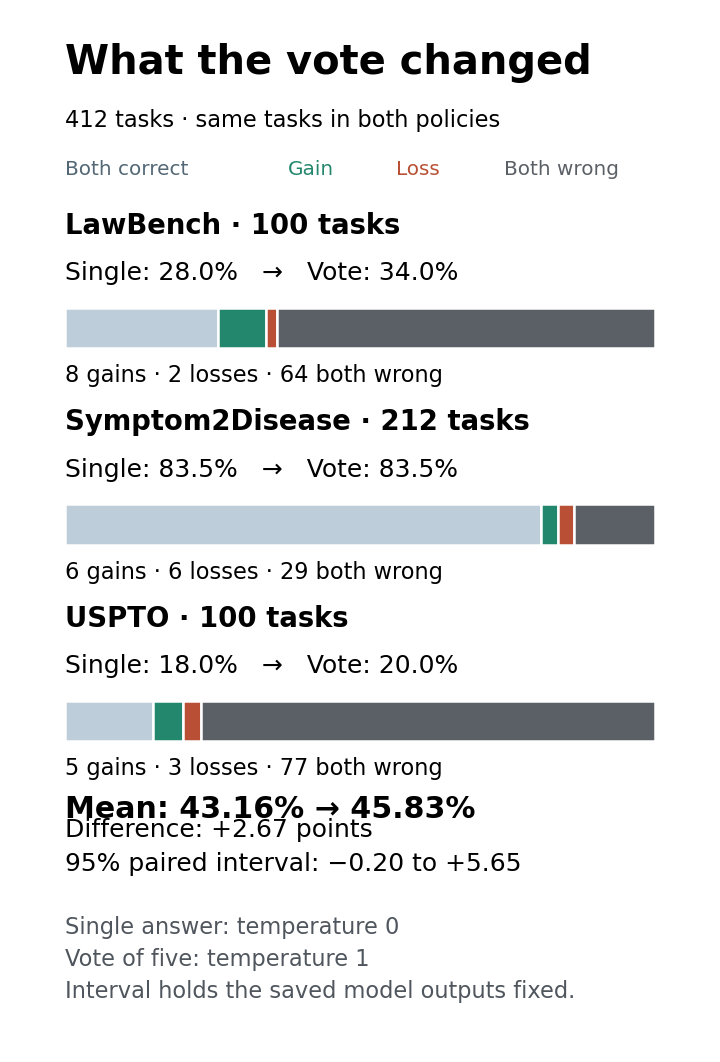 What the vote changed
412 tasks · same tasks in both policies
Both correct Gain Loss Both wrong
LawBench · 100 tasks
Single: 28.0% → Vote: 34.0%
8 gains · 2 losses · 64 both wrong
Symptom2Disease · 212 tasks
Single: 83.5% → Vote: 83.5%
6 gains · 6 losses · 29 both wrong
USPTO · 100 tasks
Single: 18.0% → Vote: 20.0%
5 gains · 3 losses · 77 both wrong
Mean: 43.16% → 45.83%
Difference: +2.67 points
95% paired interval: −0.20 to +5.65
Single answer: temperature 0
Vote of five: temperature 1
Interval holds the saved model outputs fixed.